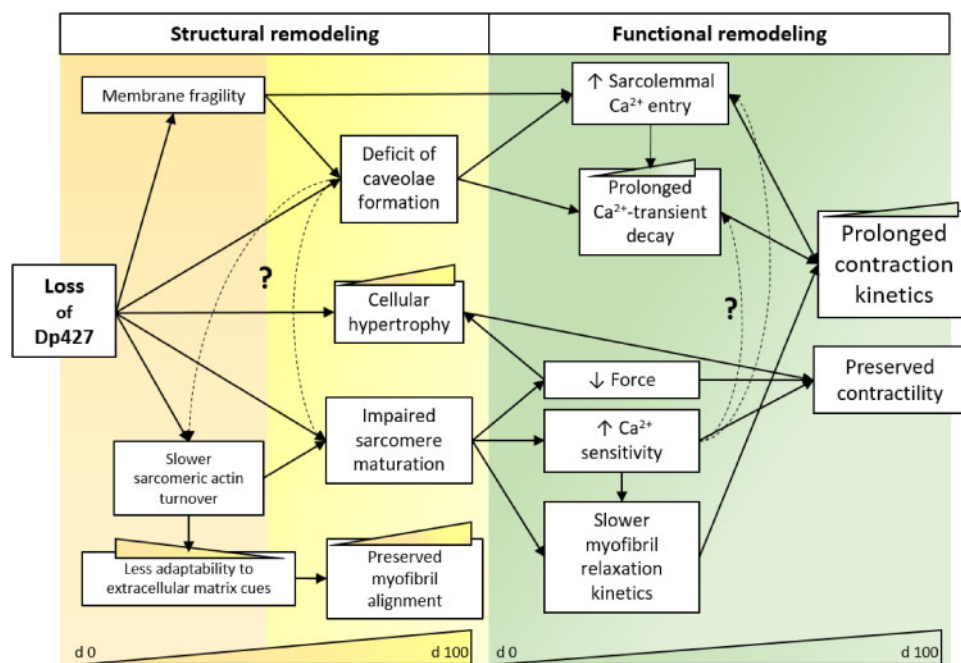 Structural remodeling
Functional remodeling
Membrane fragility
↑ Sarcolemmal
Ca²⁺ entry
Deficit of
caveolae
formation
Prolonged
Ca²⁺-transient
decay
Prolonged
contraction
kinetics
Loss
of
Dp427
?
Cellular
hypertrophy
?
↓ Force
Preserved
contractility
Impaired
sarcomere
maturation
↑ Ca²⁺
sensitivity
Slower
sarcomeric actin
turnover
Slower
myofibril
relaxation
kinetics
Less adaptability to
extracellular matrix cues
Preserved
myofibril
alignment
d 0
d 100
d 0
d 100